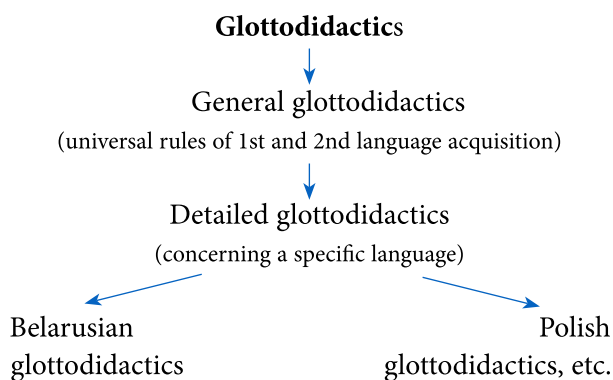 Glottodidactics
General glottodidactics
(universal rules of 1st and 2nd language acquisition)
Detailed glottodidactics
(concerning a specific language)
Belarusian
glottodidactics
Polish
glottodidactics, etc.